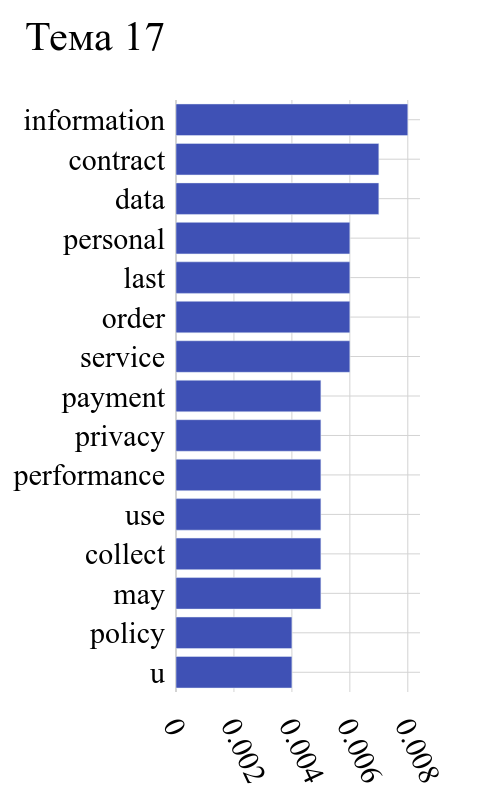 Тема 17
information
contract
data
personal
last
order
service
payment
privacy
performance
use
collect
may
policy
u
0
0.002
0.004
0.006
0.008